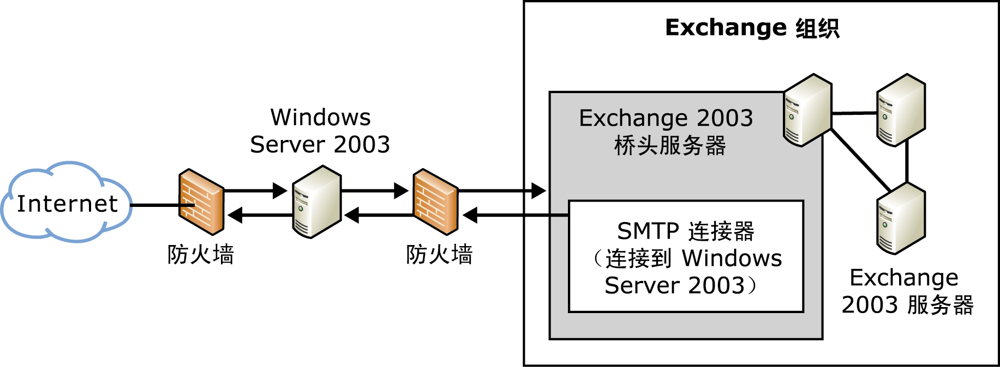 Exchange 组织
Windows
Server 2003
Exchange 2003
桥头服务器
Internet
防火墙
防火墙
SMTP 连接器
（连接到 Windows
Server 2003）
Exchange
2003 服务器